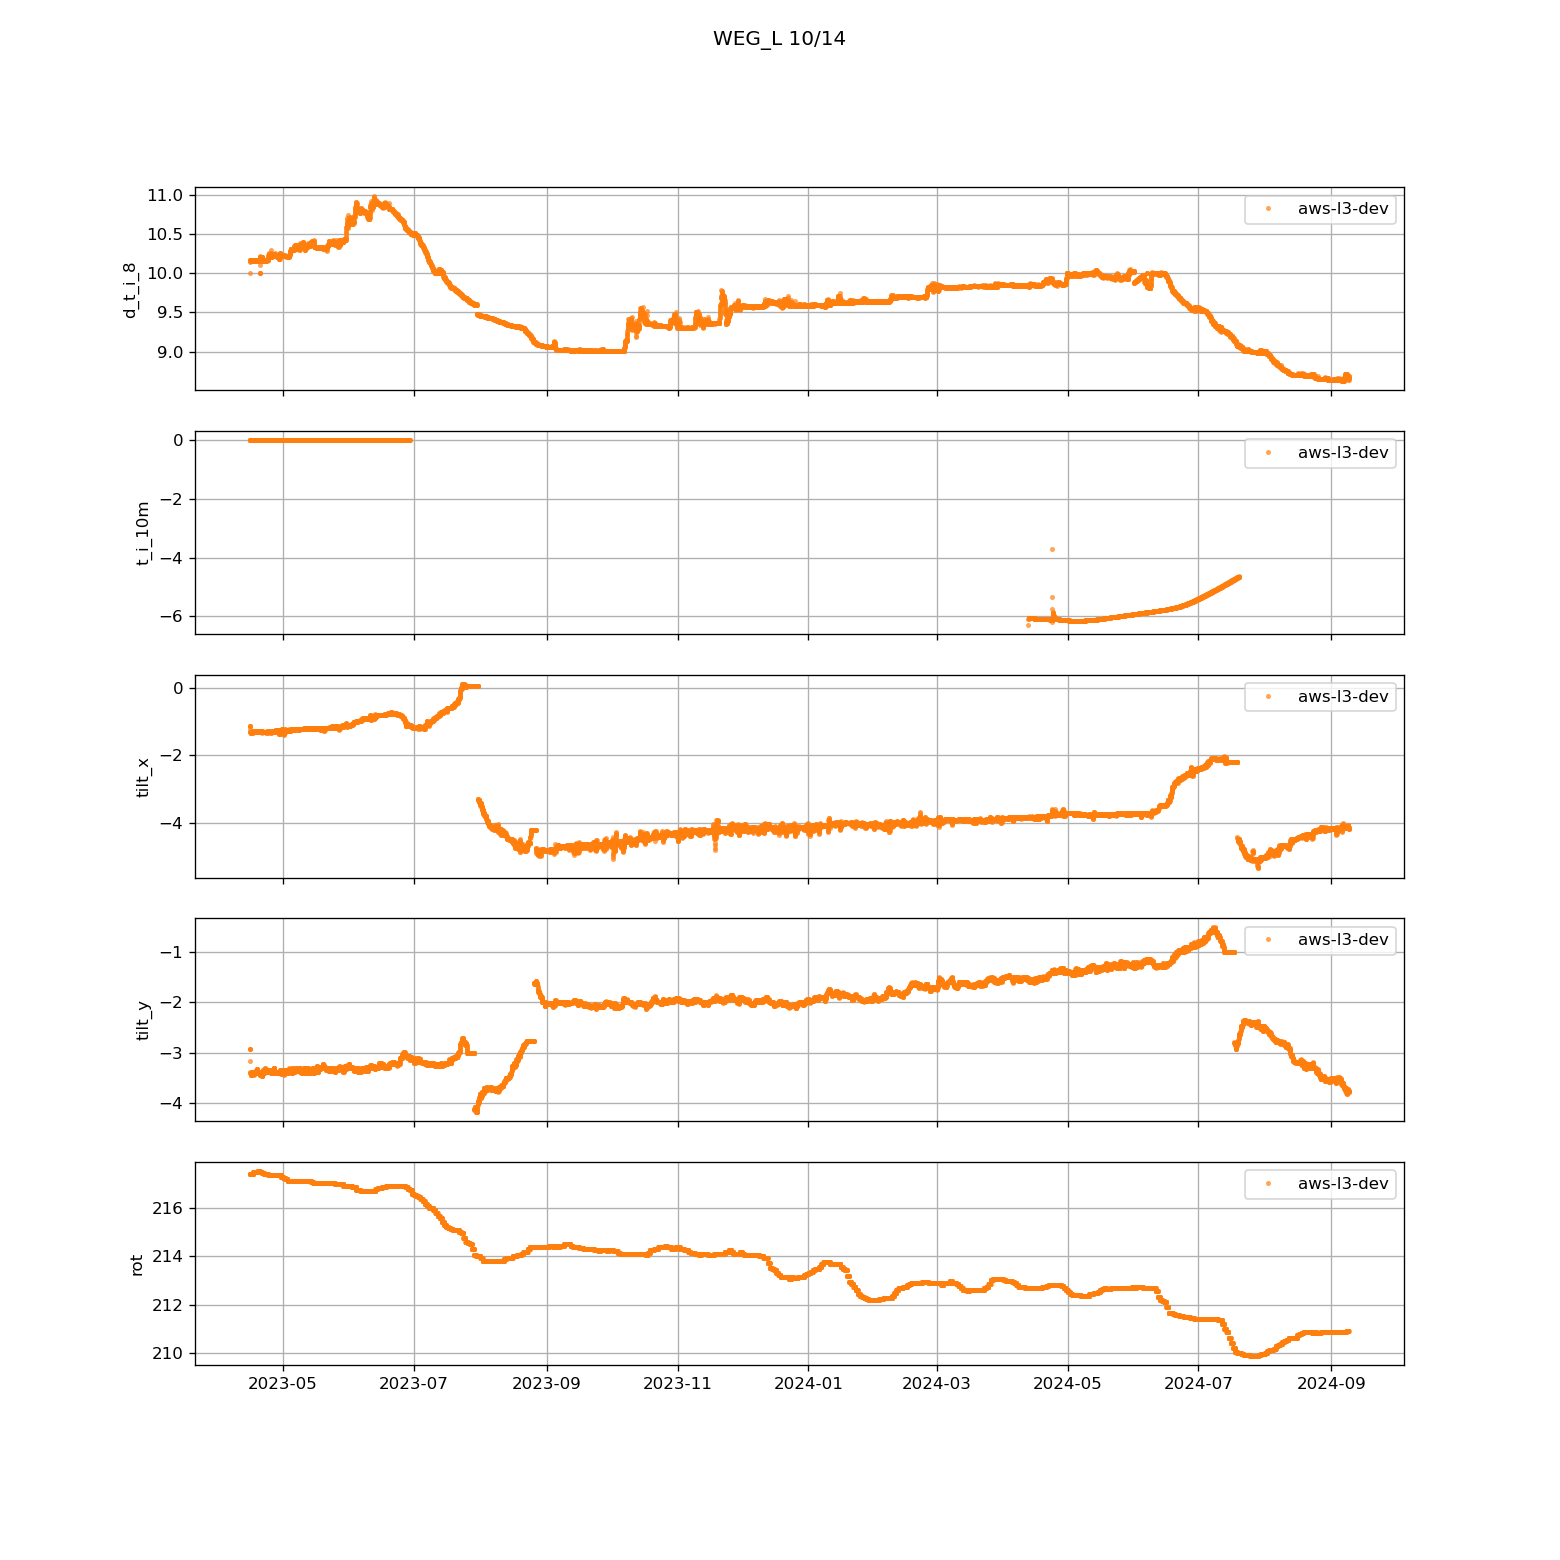 WEG_L 10/14
11.0
10.5
10.0
9.5
9.0
d_t_i_8
aws-l3-dev
0
−2
−4
−6
t_i_10m
aws-l3-dev
0
−2
−4
tilt_x
aws-l3-dev
−1
−2
−3
−4
tilt_y
aws-l3-dev
216
214
212
210
rot
aws-l3-dev
2023-05 2023-07 2023-09 2023-11 2024-01 2024-03 2024-05 2024-07 2024-09